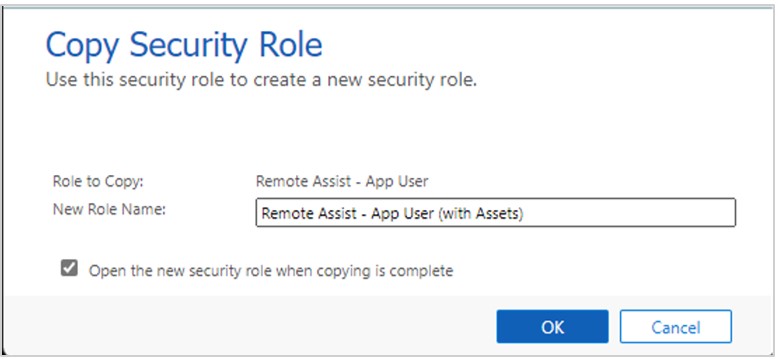 Copy Security Role
Use this security role to create a new security role.
Role to Copy: Remote Assist - App User
New Role Name: Remote Assist - App User (with Assets)
Open the new security role when copying is complete
OK Cancel